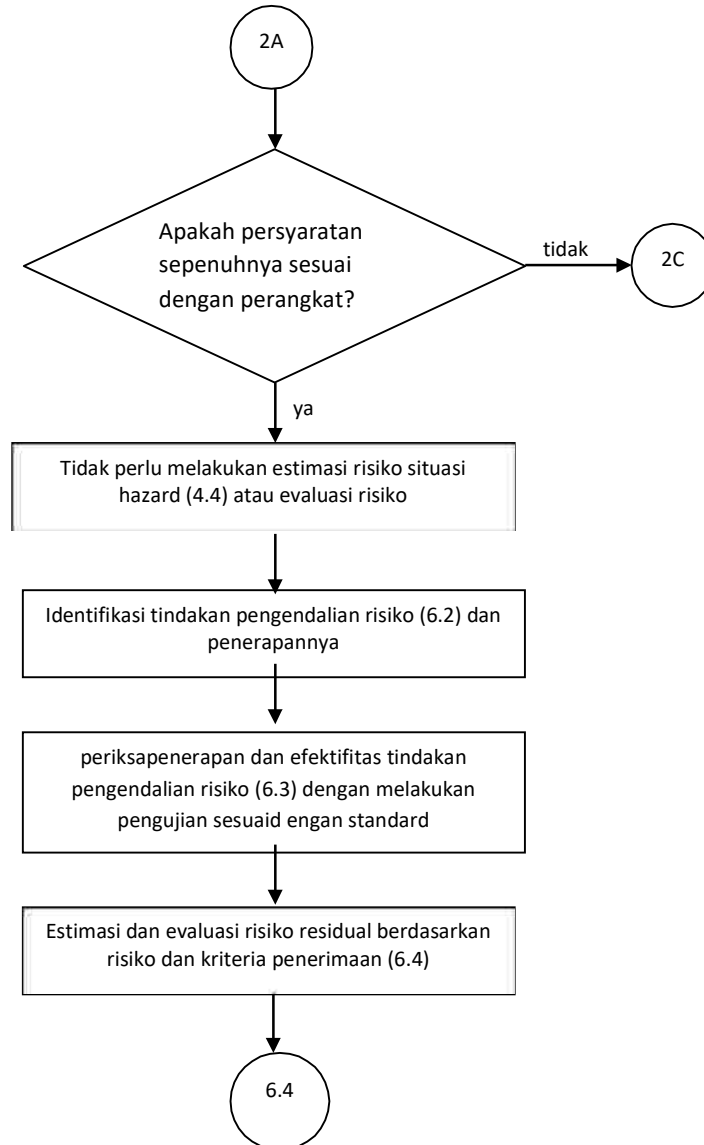 2A
Apakah persyaratan
sepenuhnya sesuai
dengan perangkat?
tidak
2C
ya
Tidak perlu melakukan estimasi risiko situasi
hazard (4.4) atau evaluasi risiko
Identifikasi tindakan pengendalian risiko (6.2) dan
penerapannya
periksapenerapan dan efektifitas tindakan
pengendalian risiko (6.3) dengan melakukan
pengujian sesuaid engan standard
Estimasi dan evaluasi risiko residual berdasarkan
risiko dan kriteria penerimaan (6.4)
6.4